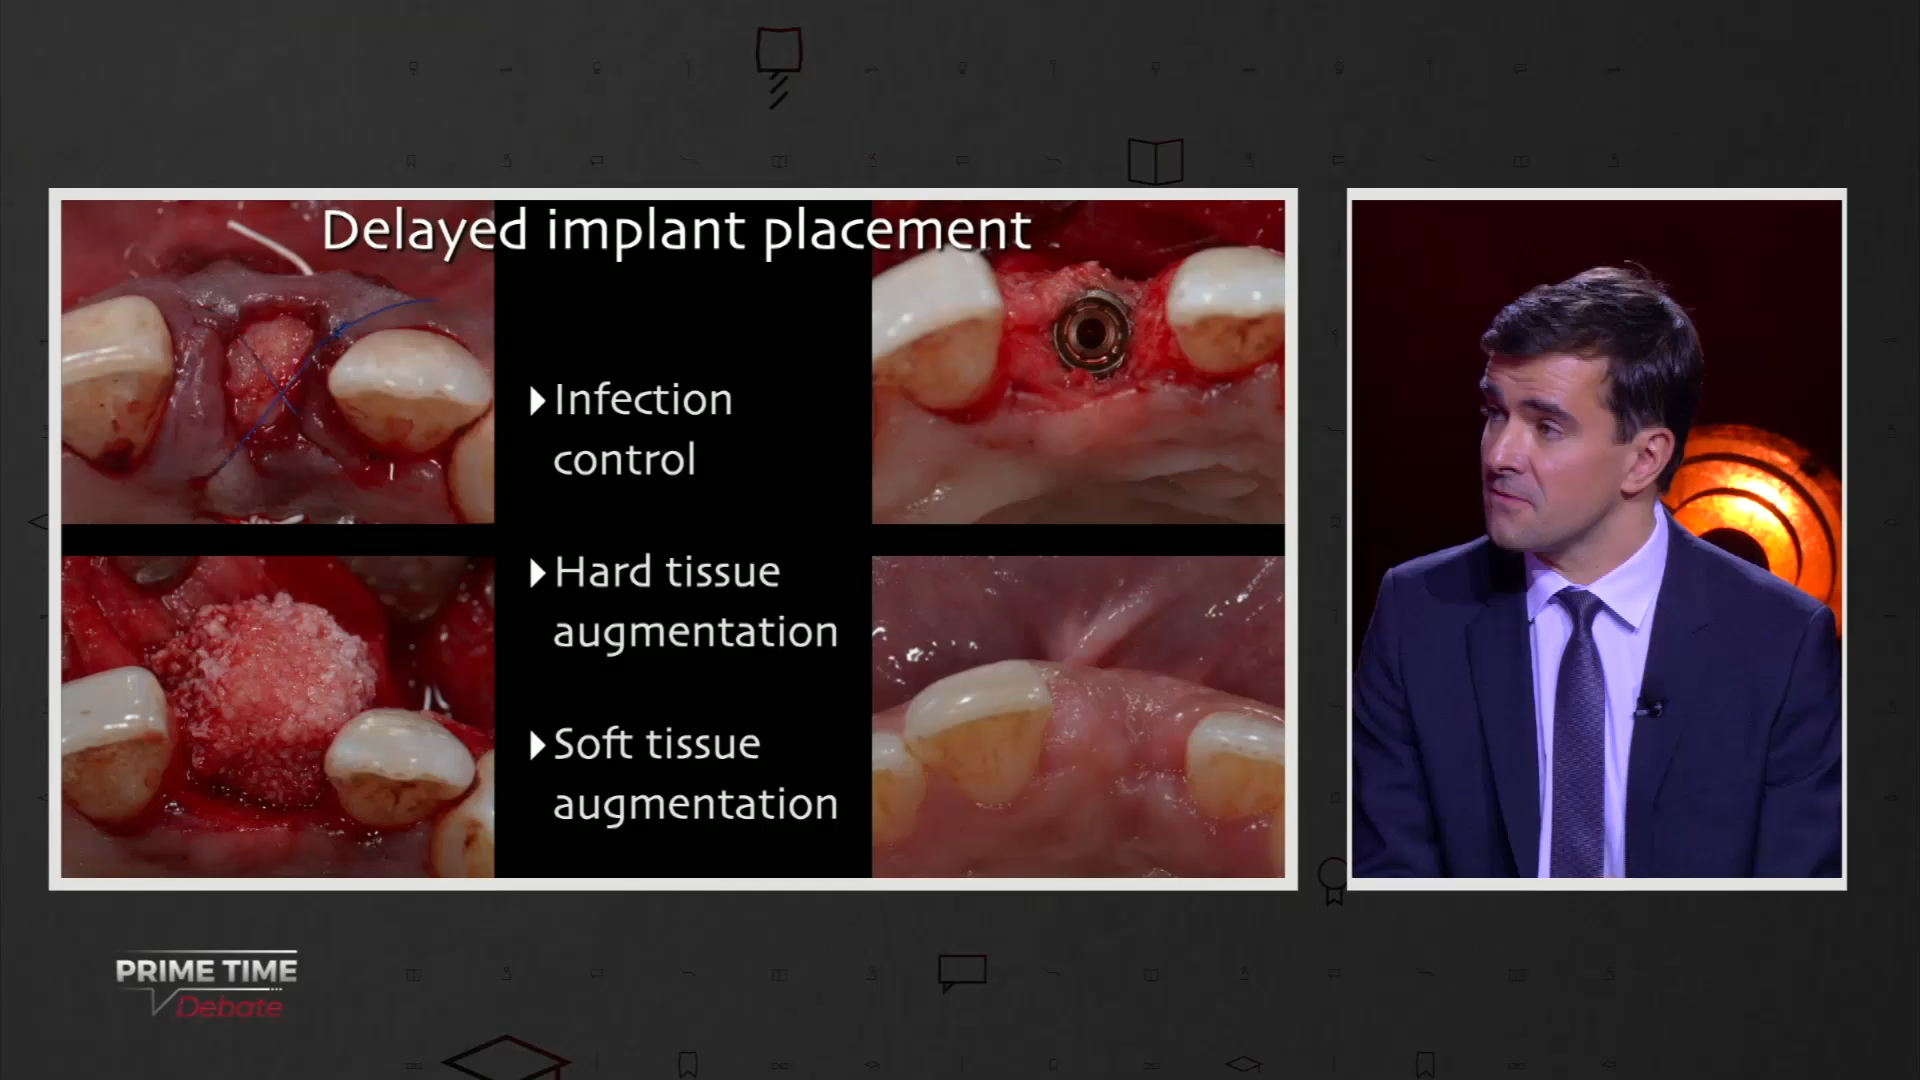 Delayed implant placement
Infection
control
Hard tissue
augmentation
Soft tissue
augmentation
PRIME TIME
Debate